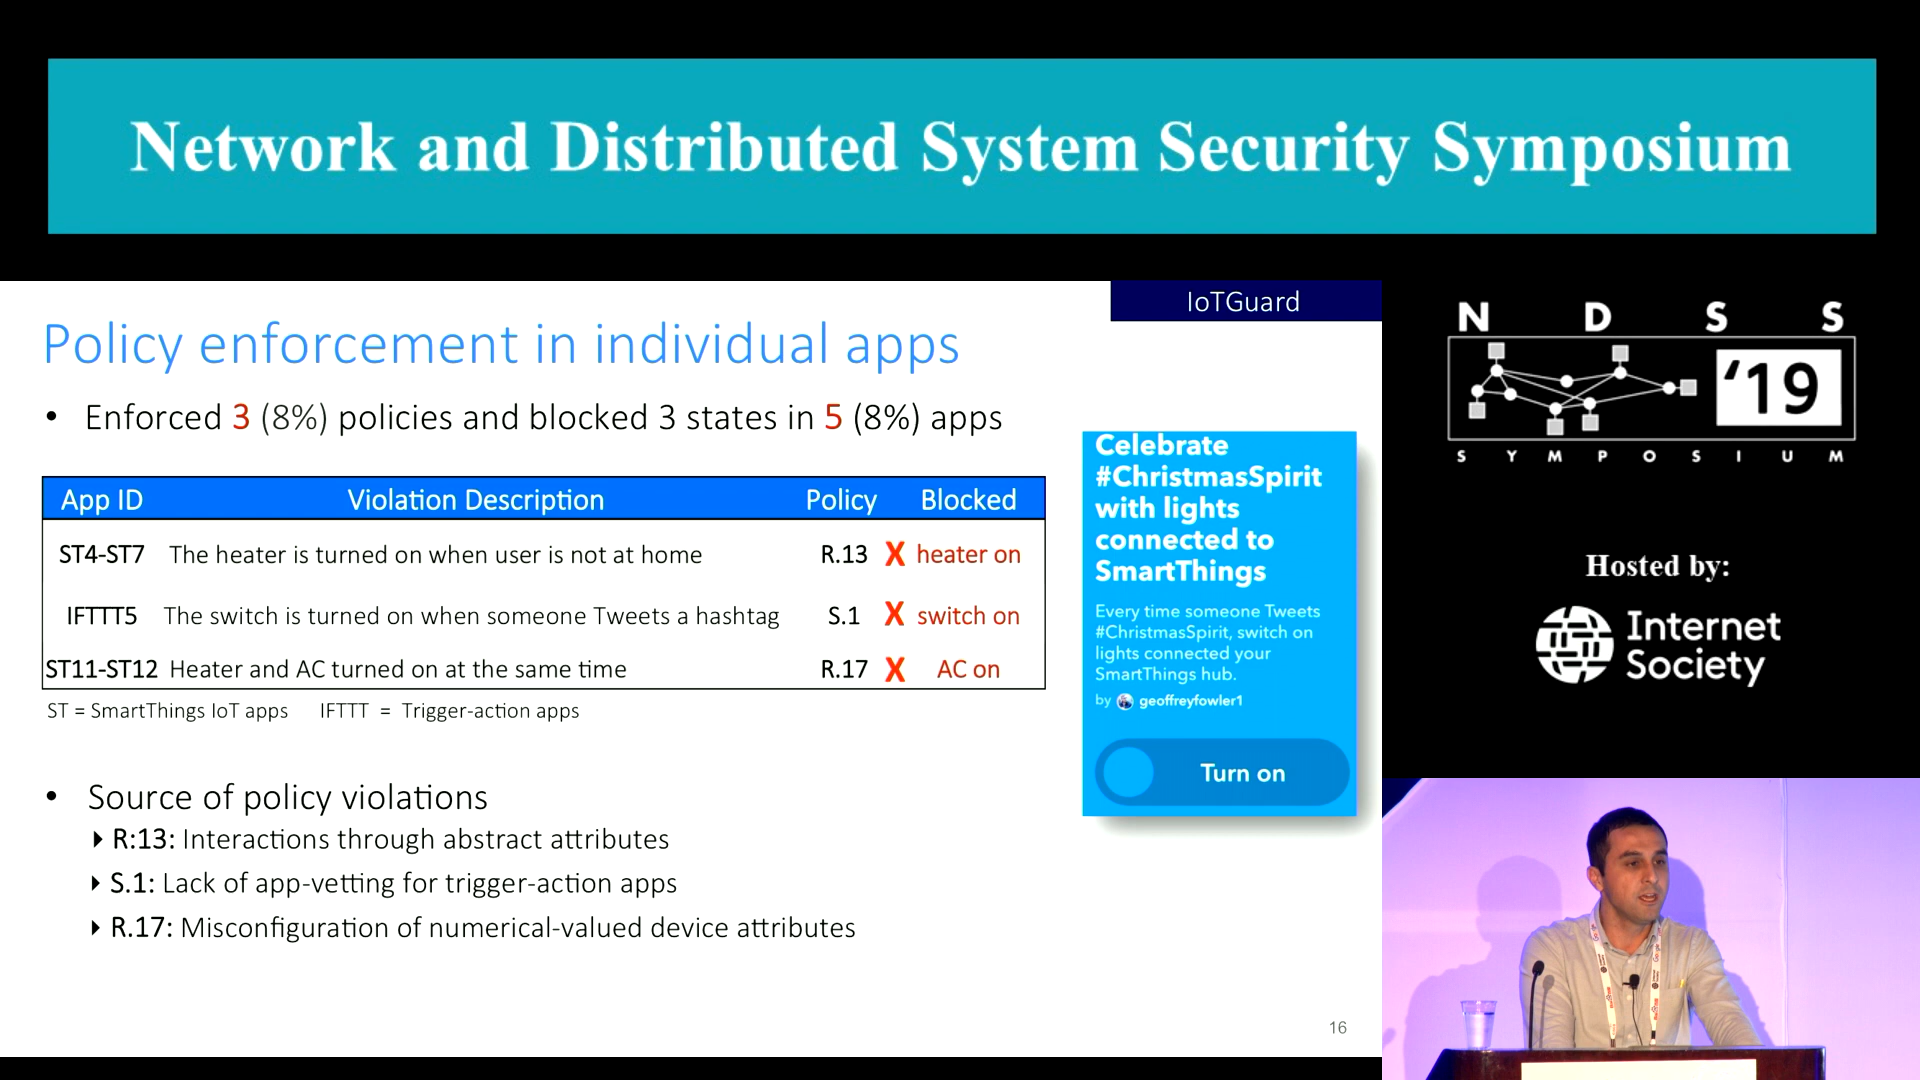 Network and Distributed System Security Symposium
IoTGuard
Policy enforcement in individual apps
• Enforced 3 (8%) policies and blocked 3 states in 5 (8%) apps
App ID Violation Description Policy Blocked
ST4-ST7 The heater is turned on when user is not at home R.13 X heater on
IFTTT5 The switch is turned on when someone Tweets a hashtag S.1 X switch on
ST11-ST12 Heater and AC turned on at the same time R.17 X AC on
ST = SmartThings IoT apps IFTTT = Trigger-action apps
• Source of policy violations
R:13: Interactions through abstract attributes
S.1: Lack of app-vetting for trigger-action apps
R.17: Misconfiguration of numerical-valued device attributes
Celebrate
#ChristmasSpirit
with lights
connected to
SmartThings
Every time someone Tweets
#ChristmasSpirit, switch on
lights connected your
SmartThings hub.
by geoffreyfowler1
Turn on
16
N D S S
‘19
S Y M P O S I U M
Hosted by:
Internet
Society